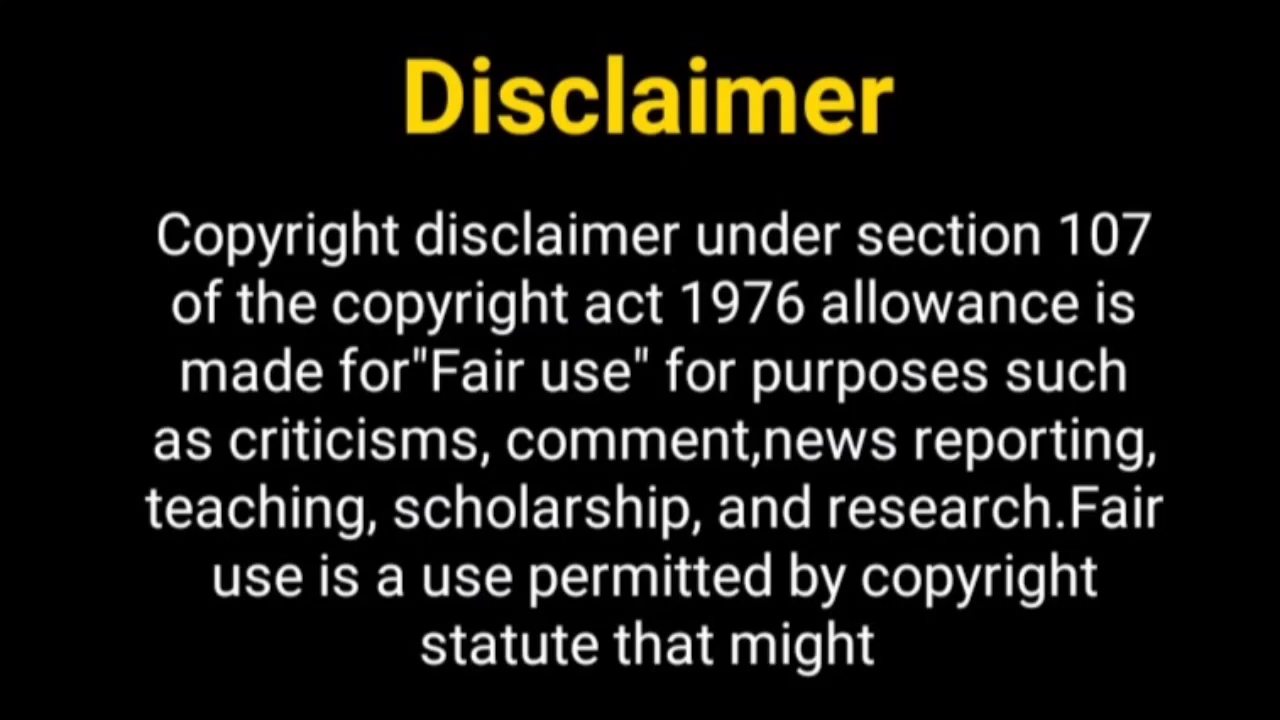 Disclaimer
Copyright disclaimer under section 107
of the copyright act 1976 allowance is
made for"Fair use" for purposes such
as criticisms, comment,news reporting,
teaching, scholarship, and research.Fair
use is a use permitted by copyright
statute that might